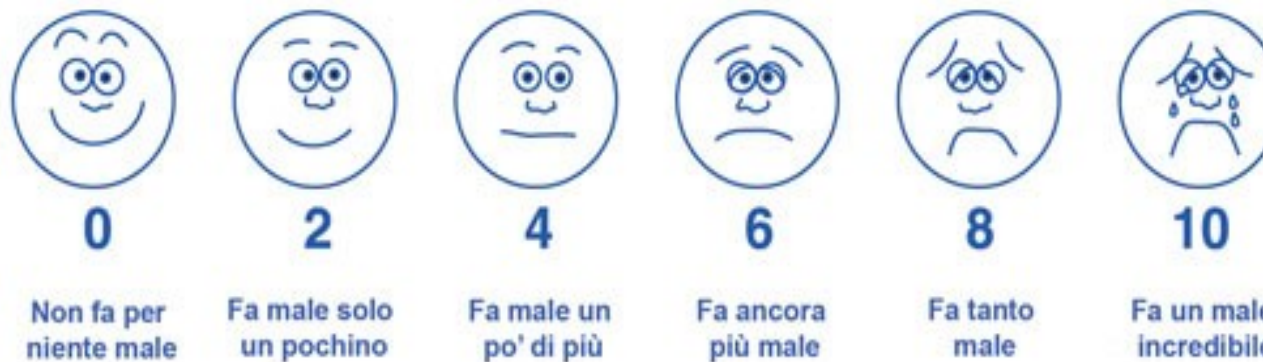 0 2 4 6 8 10
Non fa per Fa male solo Fa male un Fa ancora Fa tanto Fa un male
niente male un pochino po' di più più male male incredibile